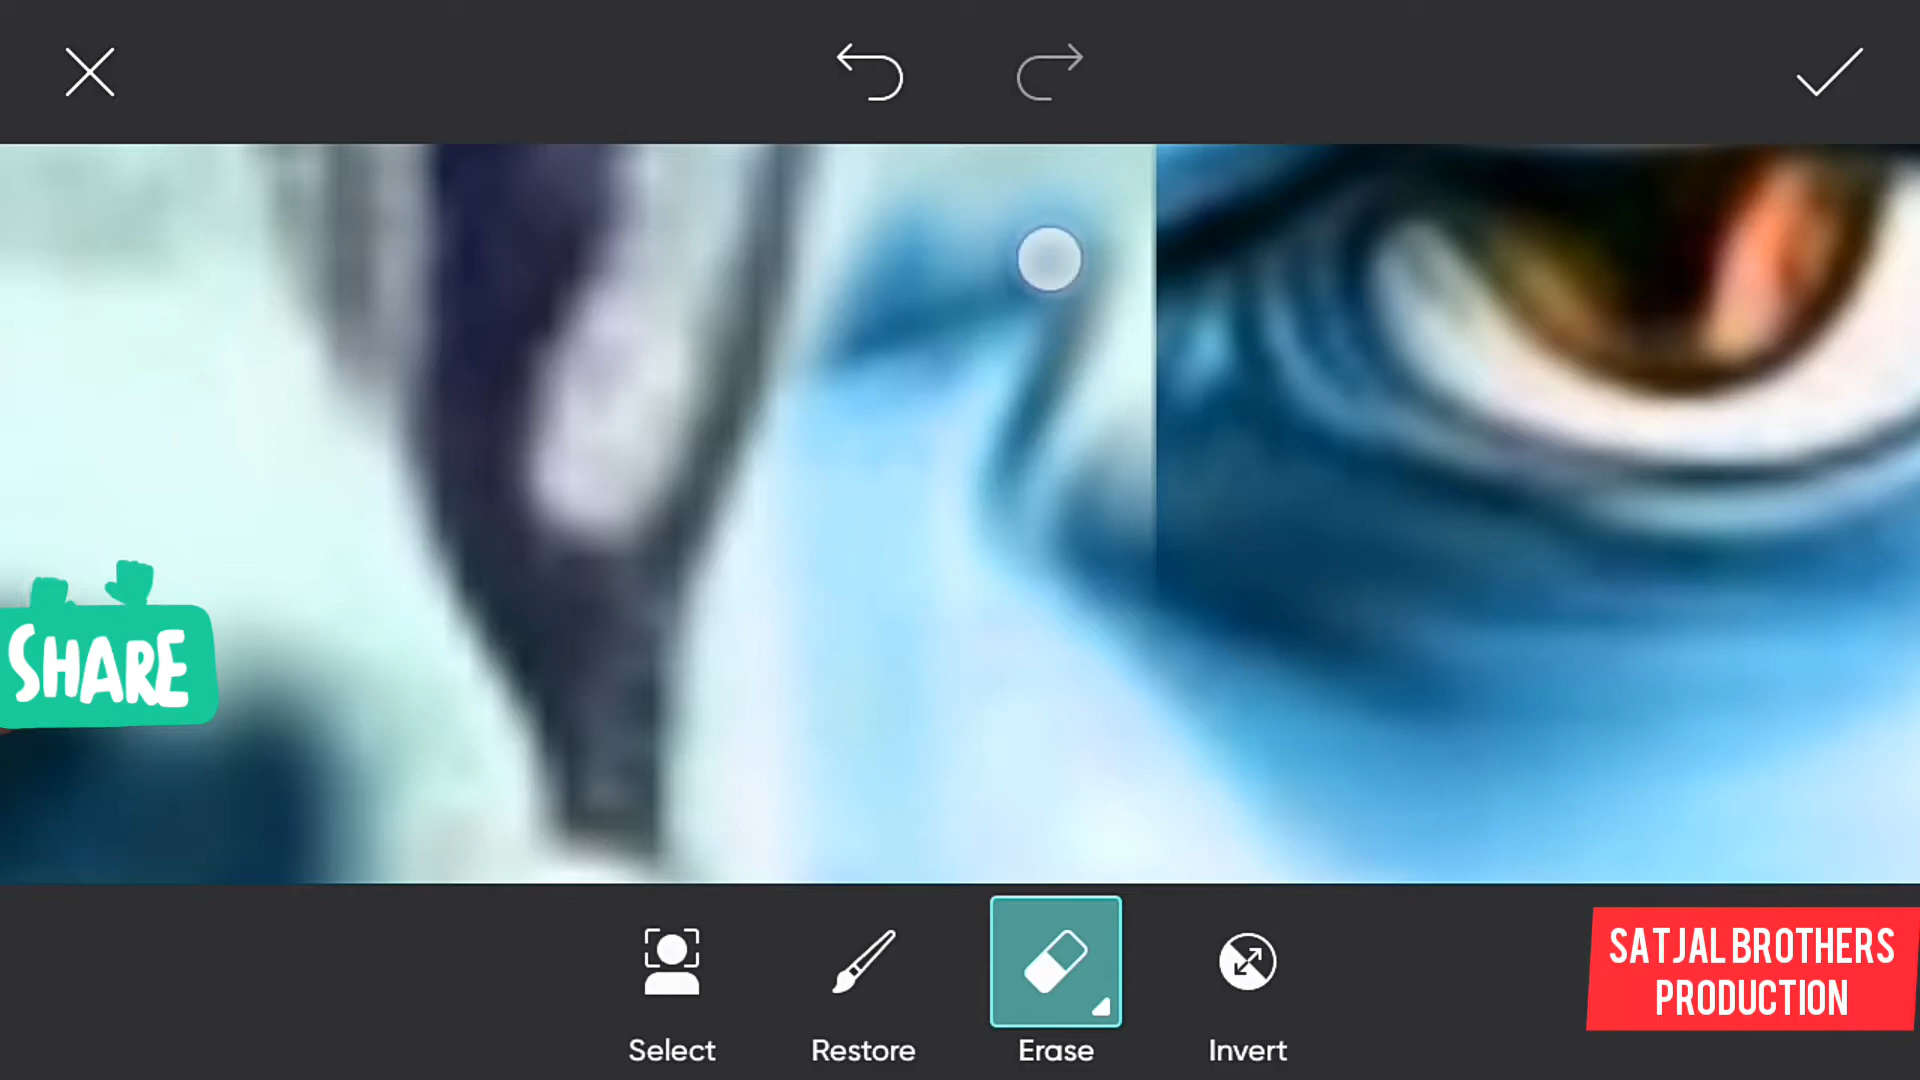 SHARE
Select
Restore
Erase
Invert
SATJAL BROTHERS
PRODUCTION